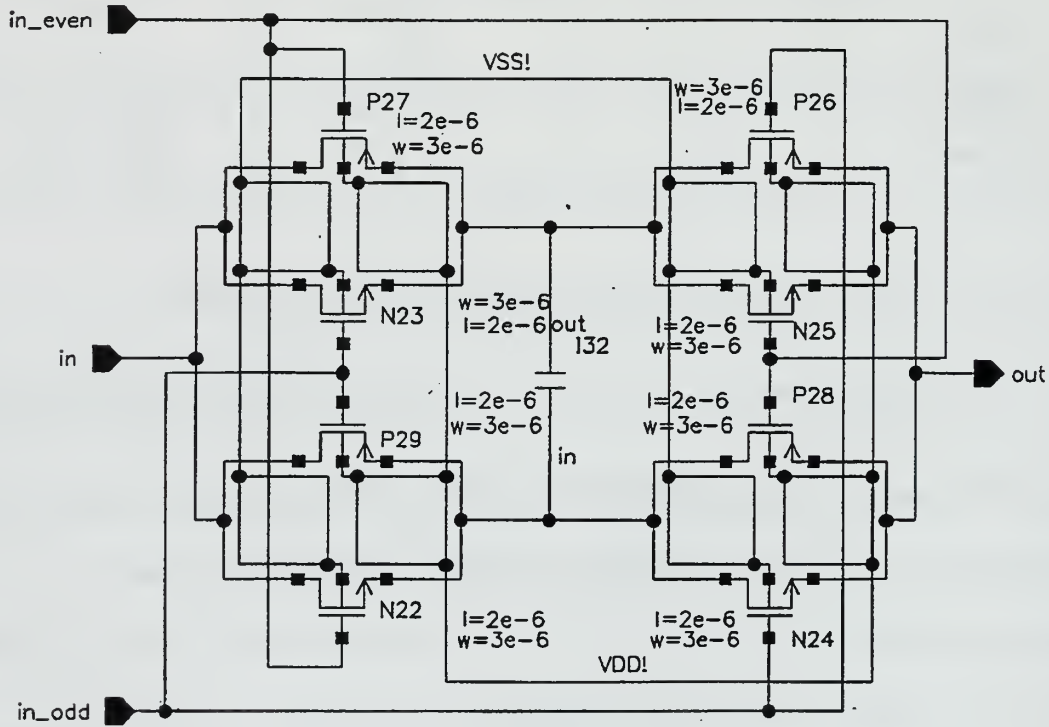 in_even
VSS!
P27
l=2e-6
w=3e-6
w=3e-6
l=2e-6
P26
N23
w=3e-6
l=2e-6
out
I32
l=2e-6
w=3e-6
N25
in
out
P29
l=2e-6
w=3e-6
in
l=2e-6
w=3e-6
P28
N22
l=2e-6
w=3e-6
l=2e-6
w=3e-6
N24
VDD!
in_odd